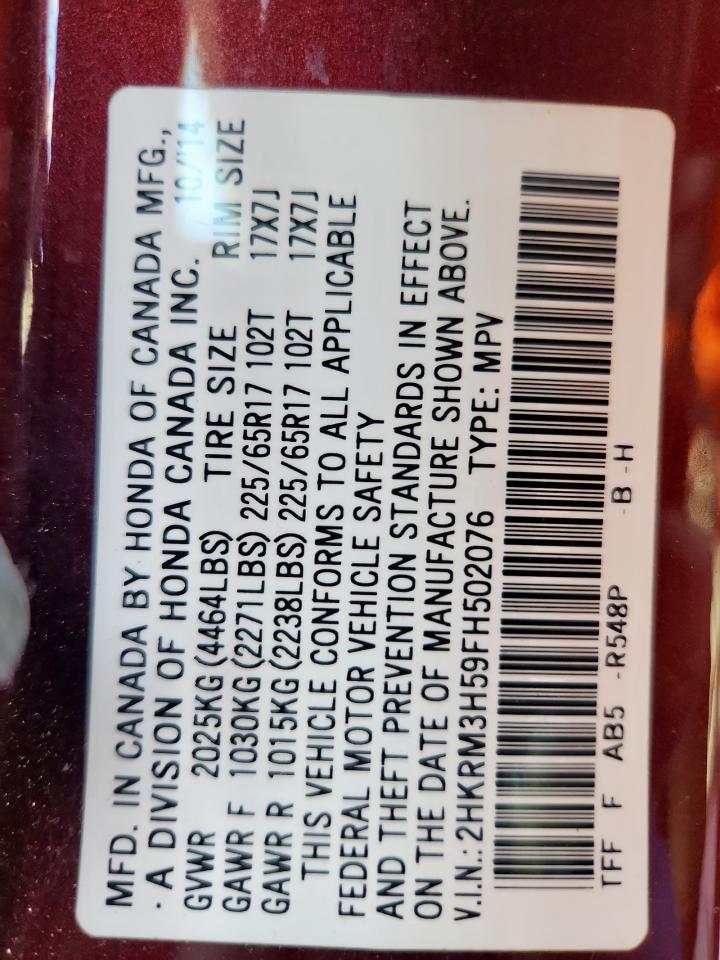 MFD. IN CANADA BY HONDA OF CANADA MFG.,
A DIVISION OF HONDA CANADA INC. 10/14
GVWR 2025KG (4464LBS) TIRE SIZE RIM SIZE
GAWR F 1030KG (2271LBS) 225/65R17 102T 17X7J
GAWR R 1015KG (2238LBS) 225/65R17 102T 17X7J
THIS VEHICLE CONFORMS TO ALL APPLICABLE
FEDERAL MOTOR VEHICLE SAFETY
AND THEFT PREVENTION STANDARDS IN EFFECT
ON THE DATE OF MANUFACTURE SHOWN ABOVE.
V.I.N.: 2HKRM3H59FH502076 TYPE: MPV
TFF F AB5 -R548P -B -H